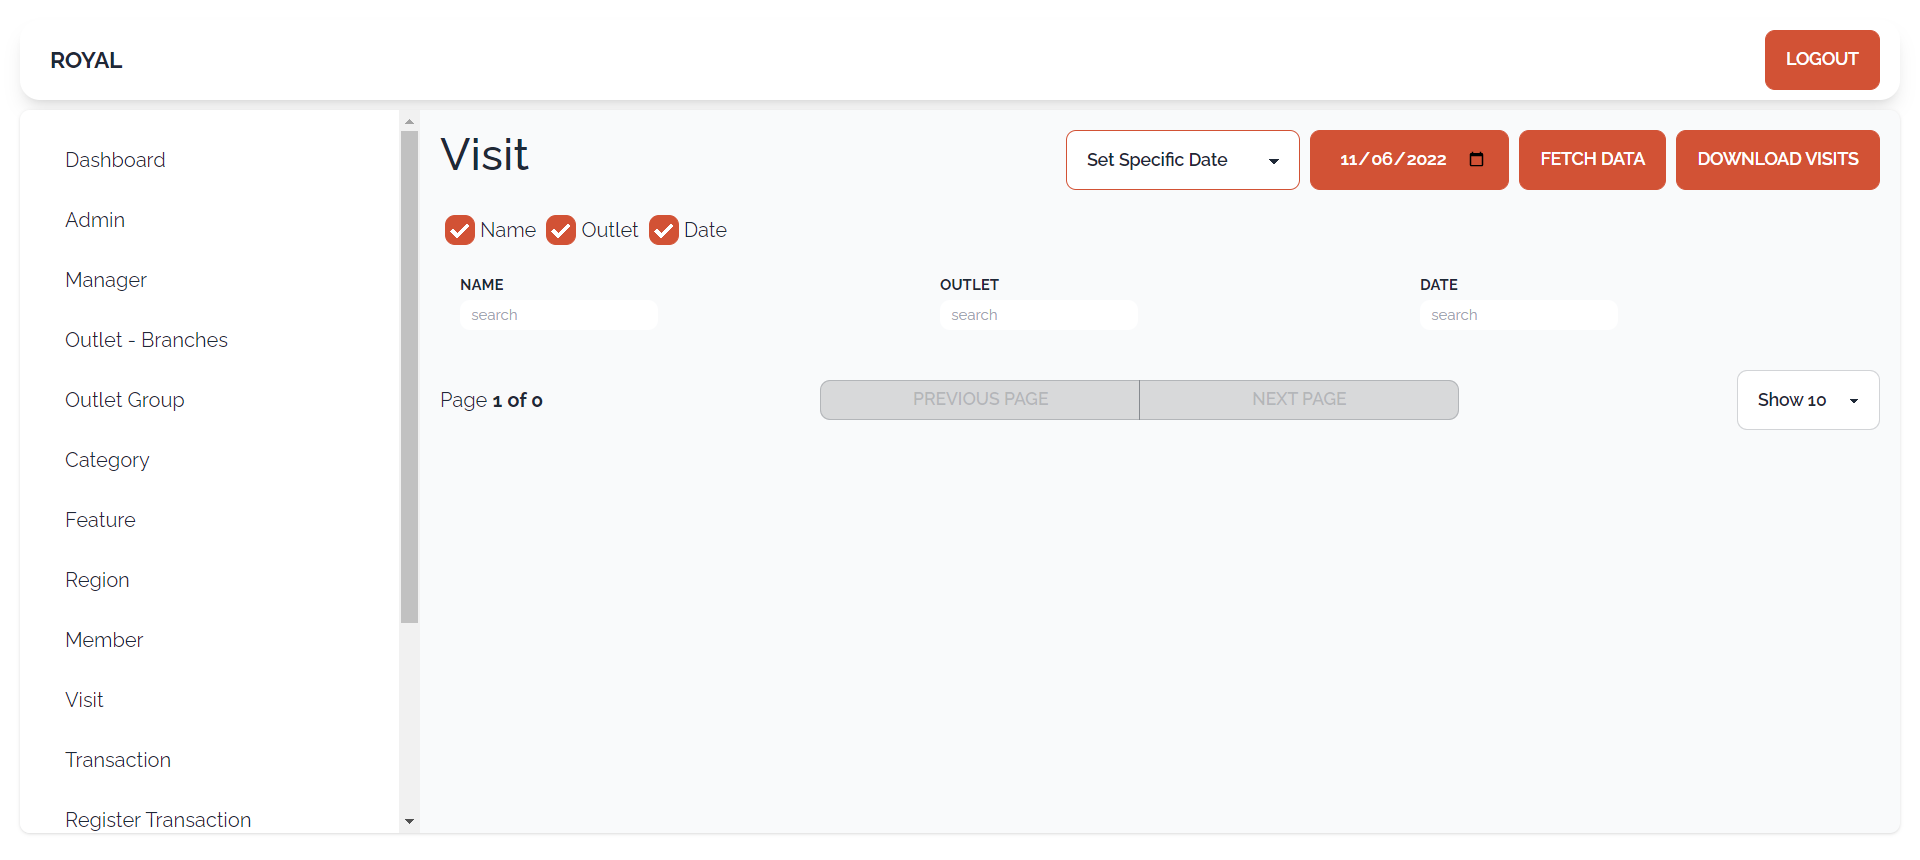 ROYAL
LOGOUT
Dashboard
Admin
Manager
Outlet - Branches
Outlet Group
Category
Feature
Region
Member
Visit
Transaction
Register Transaction
Visit
Set Specific Date
11/06/2022
FETCH DATA
DOWNLOAD VISITS
Name
Outlet
Date
NAME
OUTLET
DATE
search
search
search
Page 1 of 0
PREVIOUS PAGE
NEXT PAGE
Show 10